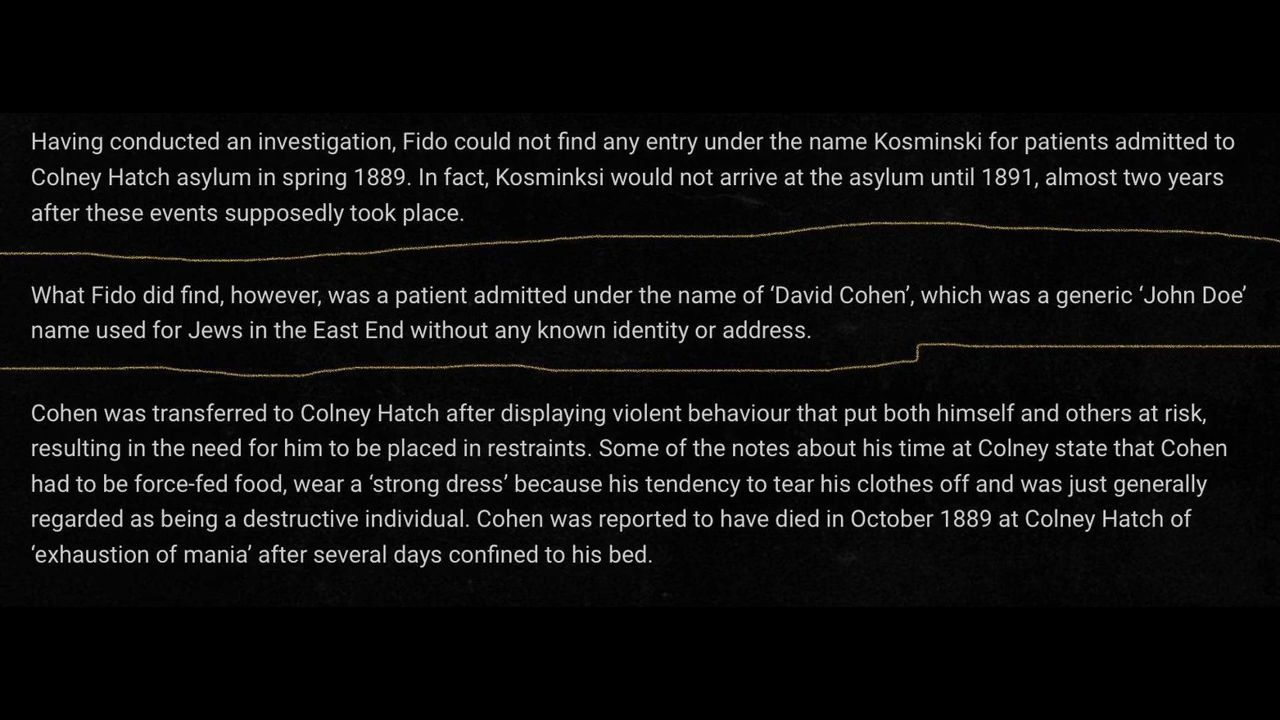 Having conducted an investigation, Fido could not find any entry under the name Kosminski for patients admitted to
Colney Hatch asylum in spring 1889. In fact, Kosminksi would not arrive at the asylum until 1891, almost two years
after these events supposedly took place.
What Fido did find, however, was a patient admitted under the name of ‘David Cohen’, which was a generic ‘John Doe’
name used for Jews in the East End without any known identity or address.
Cohen was transferred to Colney Hatch after displaying violent behaviour that put both himself and others at risk,
resulting in the need for him to be placed in restraints. Some of the notes about his time at Colney state that Cohen
had to be force-fed food, wear a ‘strong dress’ because his tendency to tear his clothes off and was just generally
regarded as being a destructive individual. Cohen was reported to have died in October 1889 at Colney Hatch of
‘exhaustion of mania’ after several days confined to his bed.